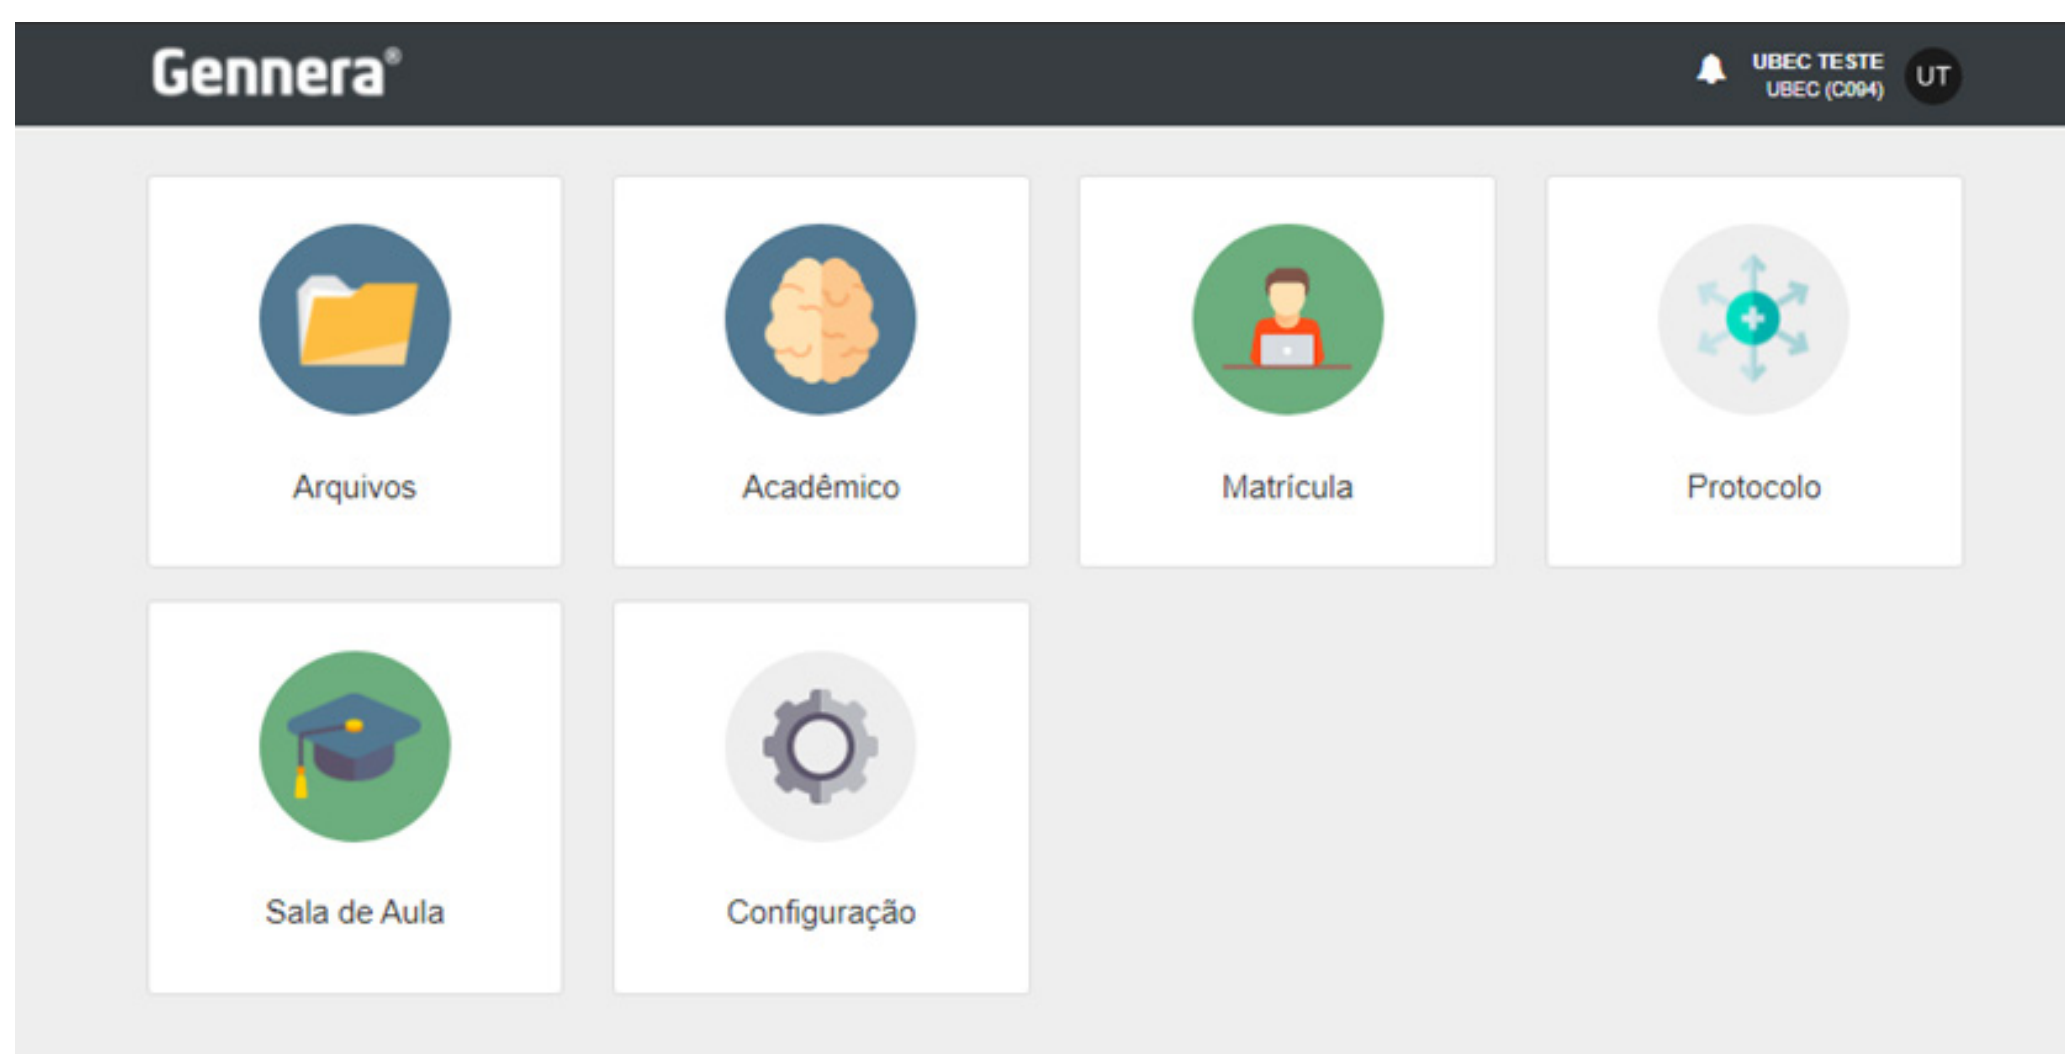 Gennera®
UBEC TESTE
UBEC (C094)
UT
Arquivos
Acadêmico
Matrícula
Protocolo
Sala de Aula
Configuração